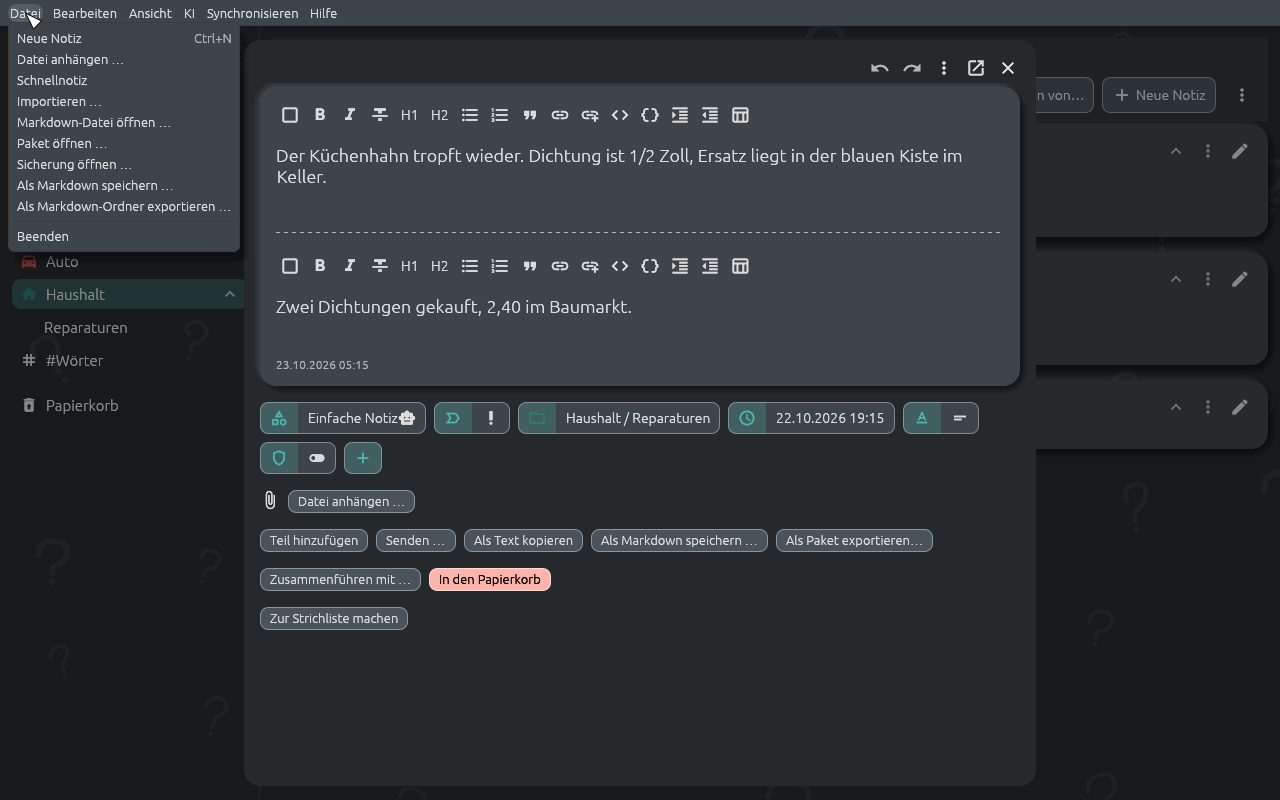 Datei Bearbeiten Ansicht KI Synchronisieren Hilfe
Neue Notiz Ctrl+N
Datei anhängen …
Schnellnotiz
Importieren …
Markdown-Datei öffnen …
Paket öffnen …
Sicherung öffnen …
Als Markdown speichern …
Als Markdown-Ordner exportieren …
Beenden
Auto
Haushalt
Reparaturen
#Wörter
Papierkorb
n von…
Neue Notiz
B I H1 H2
Der Küchenhahn tropft wieder. Dichtung ist 1/2 Zoll, Ersatz liegt in der blauen Kiste im
Keller.
B I H1 H2
Zwei Dichtungen gekauft, 2,40 im Baumarkt.
23.10.2026 05:15
Einfache Notiz
Haushalt / Reparaturen
22.10.2026 19:15
Datei anhängen …
Teil hinzufügen Senden … Als Text kopieren Als Markdown speichern … Als Paket exportieren…
Zusammenführen mit … In den Papierkorb
Zur Strichliste machen